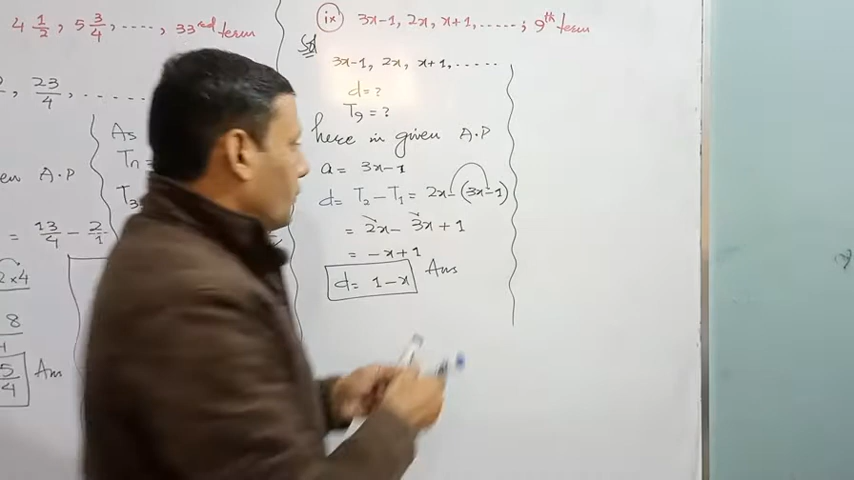 4 1/2, 5 3/4, ....., 33rd term
23/4, ......
A.P
= 13/4 - 2/1
2×4
8
5/4 Ans
As
Tn =
(ix) 3x-1, 2x, x+1, ......; 9th term
Sol
3x-1, 2x, x+1, ......
d= ?
T9 = ?
here in given A.P
a= 3x-1
d= T2-T1 = 2x-(3x-1)
= 2x-3x+1
= -x+1
d= 1-x Ans